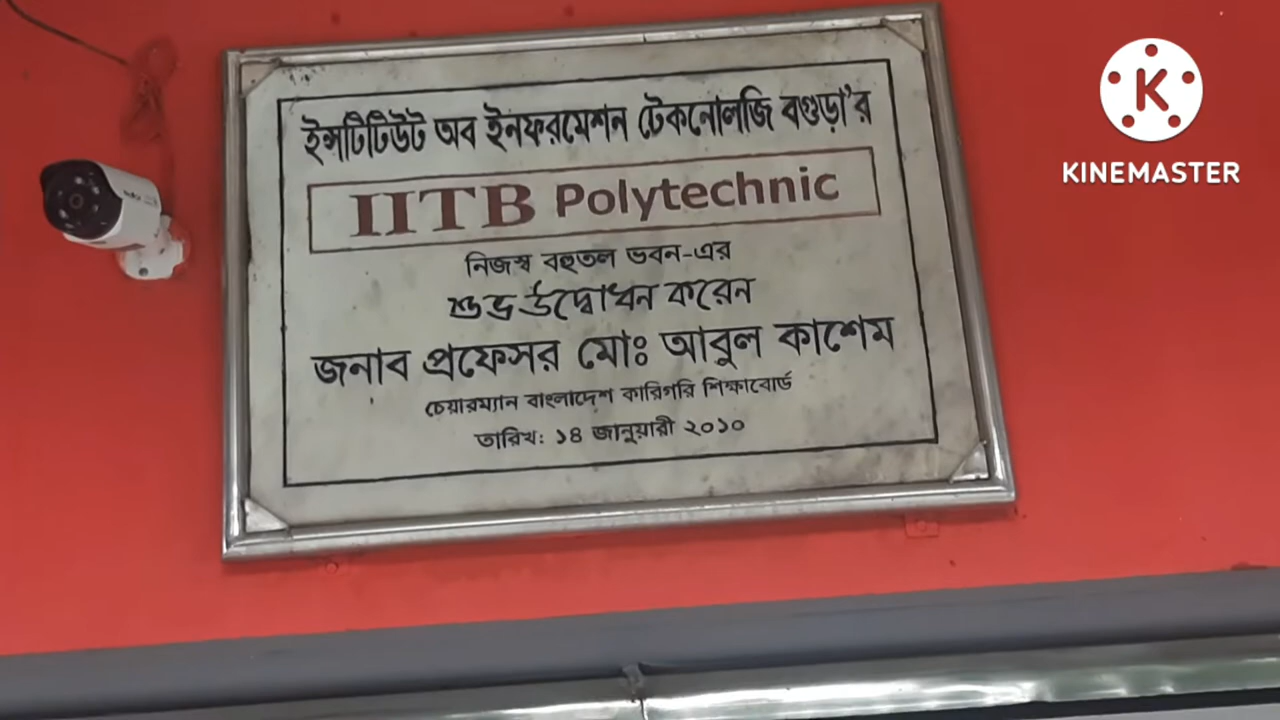 ইন্সটিটিউট অব ইনফরমেশন টেকনোলজি বগুড়া'র
IITB Polytechnic
নিজস্ব বহুতল ভবন-এর
শুভ উদ্বোধন করেন
জনাব প্রফেসর মোঃ আবুল কাশেম
চেয়ারম্যান বাংলাদেশ কারিগরি শিক্ষাবোর্ড
তারিখ: ১৪ জানুয়ারী ২০১০
K
KINEMASTER